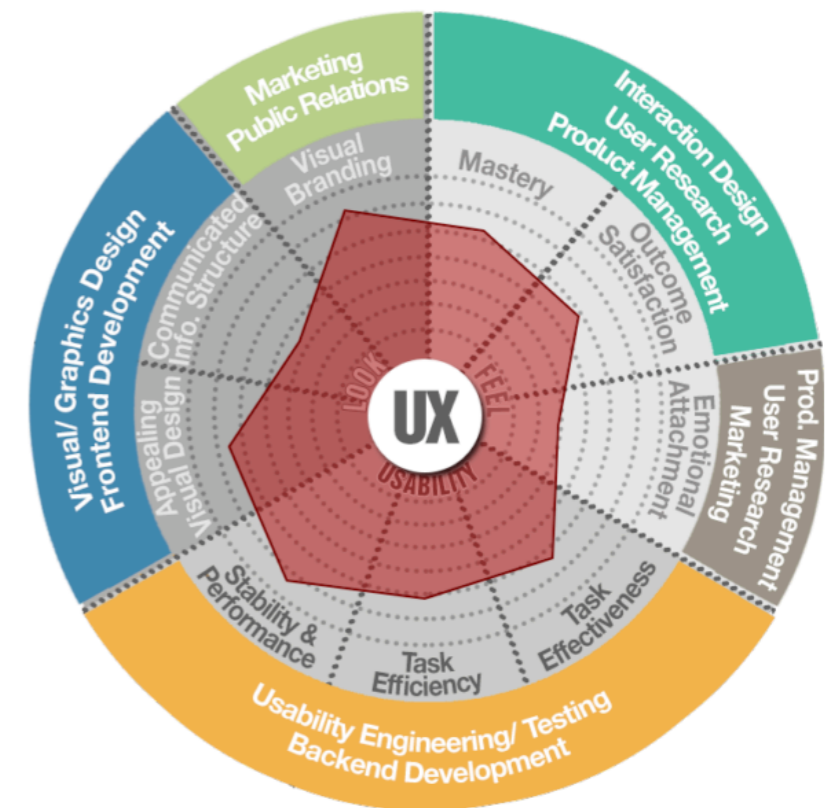 Marketing
Public Relations
Interaction Design
User Research
Product Management
Visual
Branding
Mastery
Outcome
Satisfaction
Communicated
Info. Structure
Visual/ Graphics Design
Frontend Development
LOOK
FEEL
UX
USABILITY
Appealing
Visual Design
Emotional
Attachment
Prod. Management
User Research
Marketing
Stability &
Performance
Task
Efficiency
Task
Effectiveness
Usability Engineering/ Testing
Backend Development